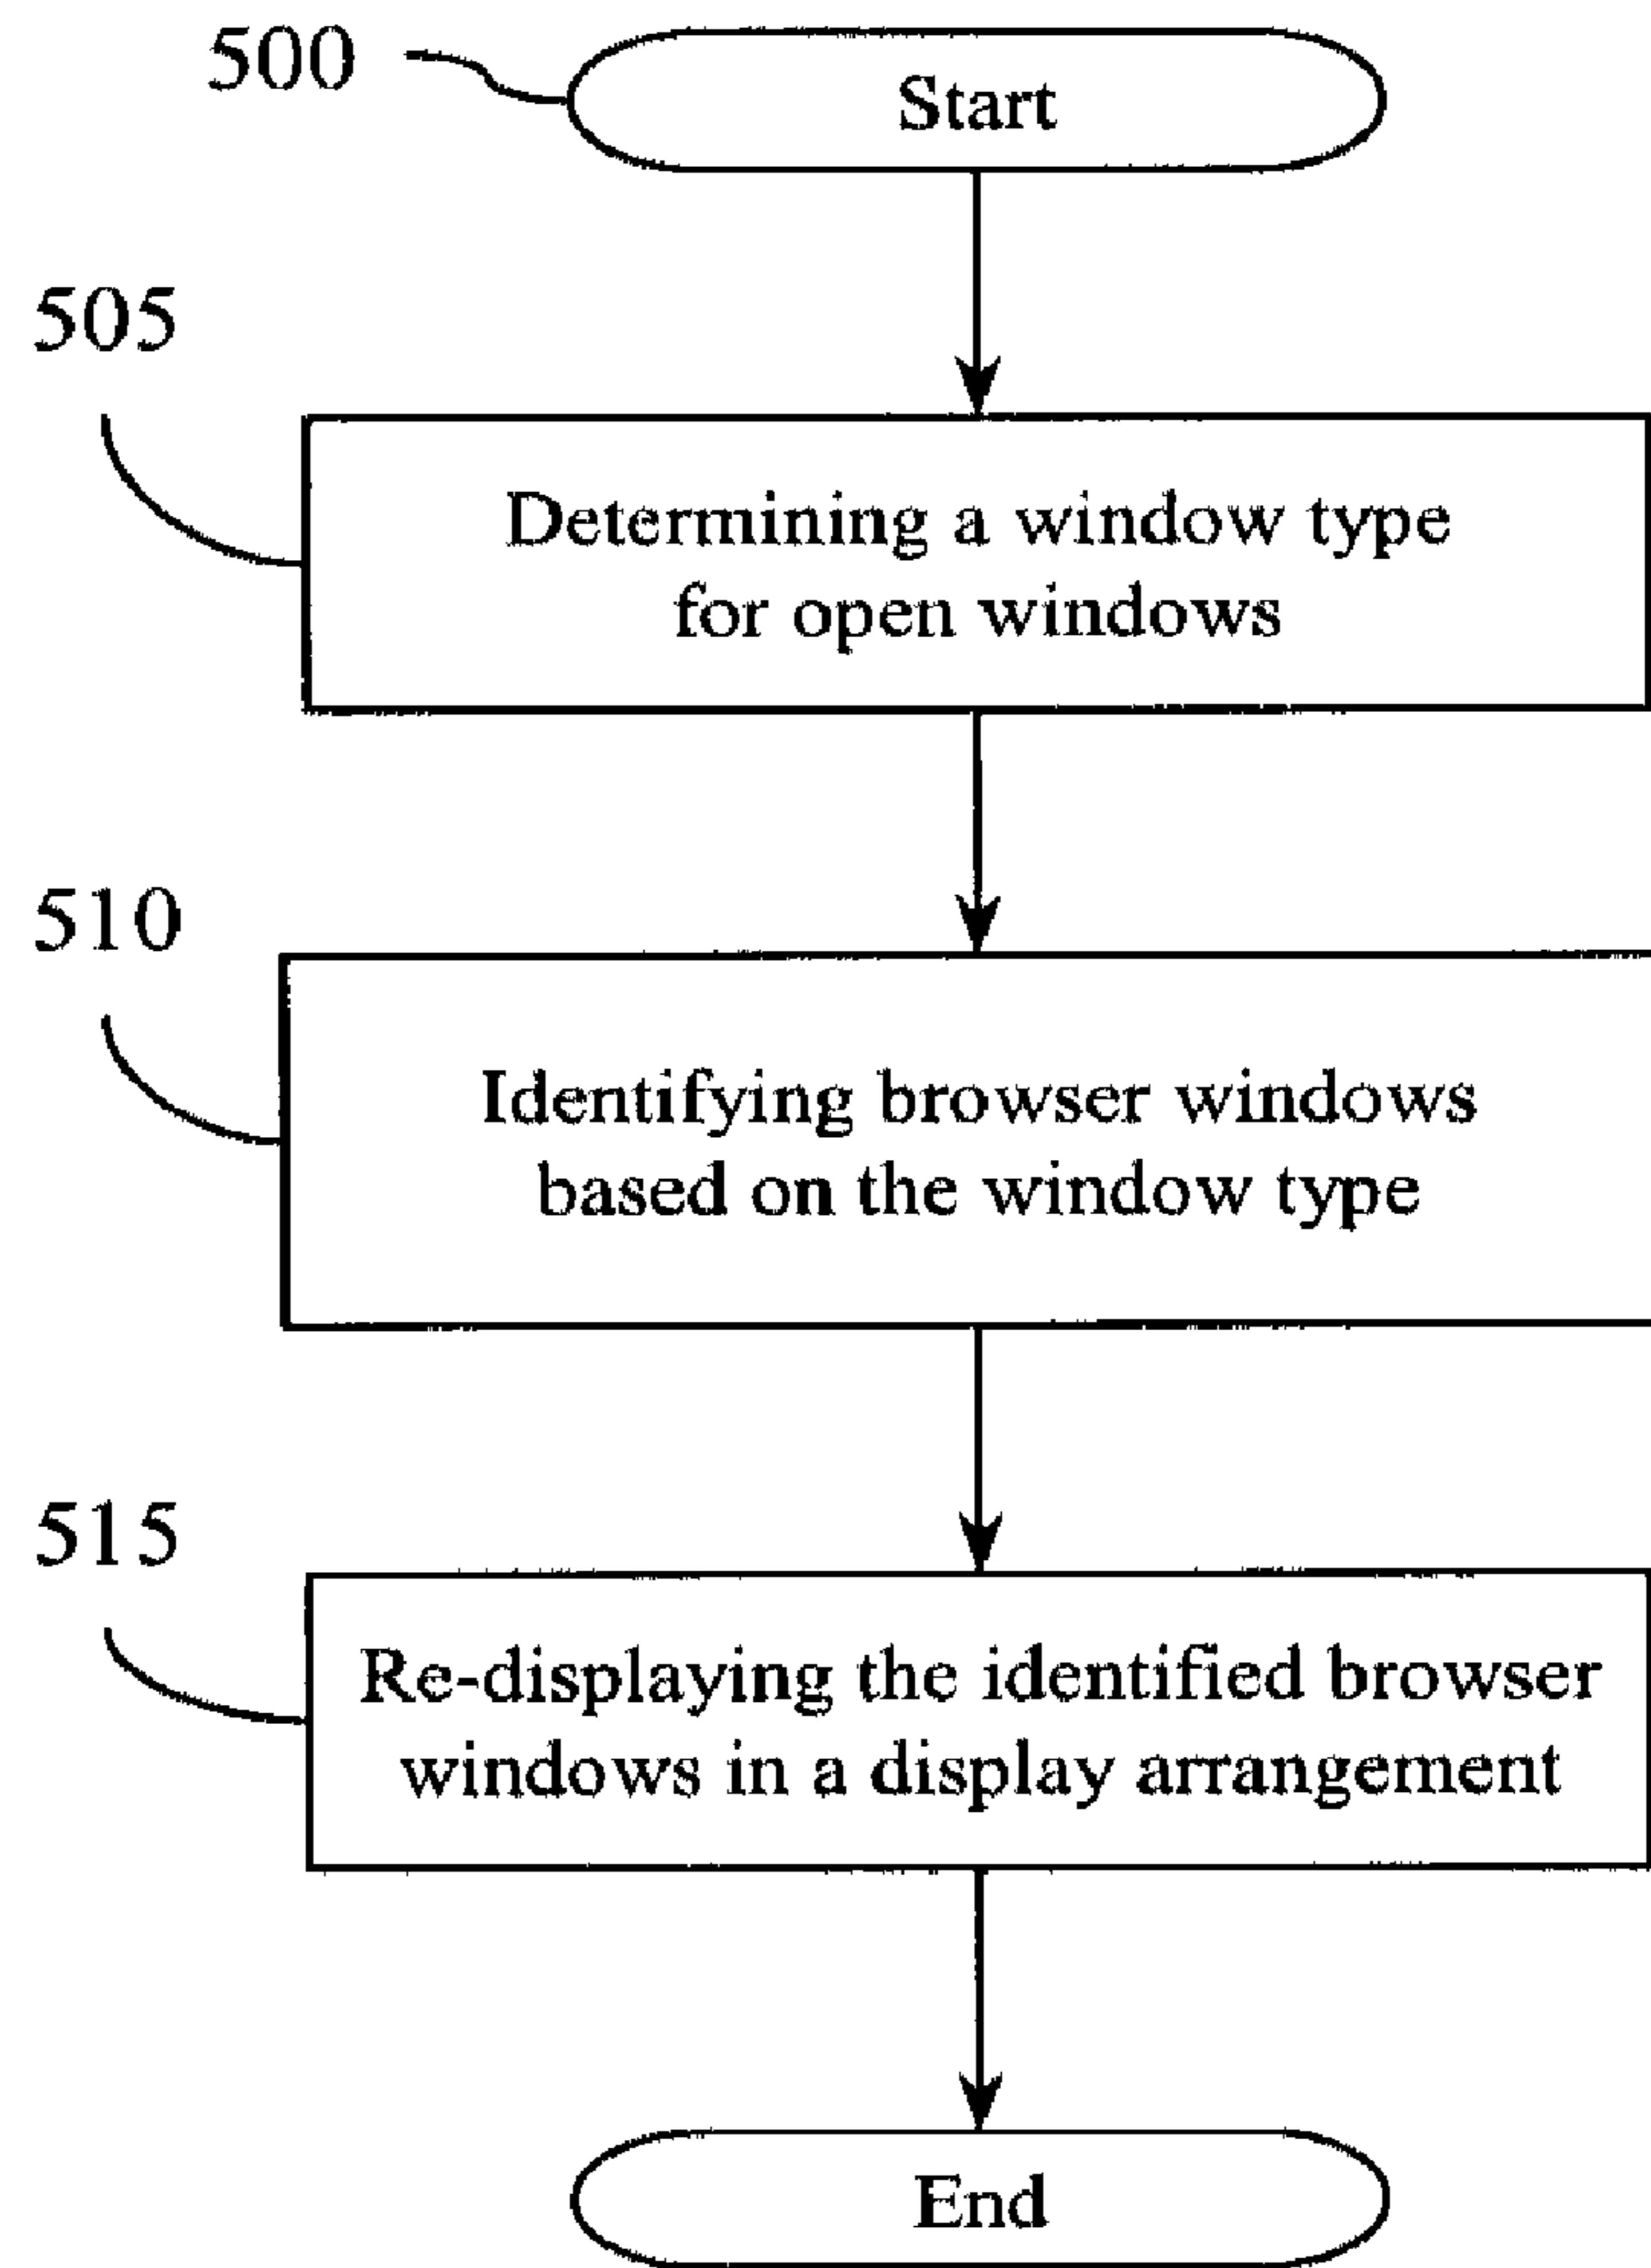 500
Start
505
Determining a window type
for open windows
510
Identifying browser windows
based on the window type
515
Re-displaying the identified browser
windows in a display arrangement
End